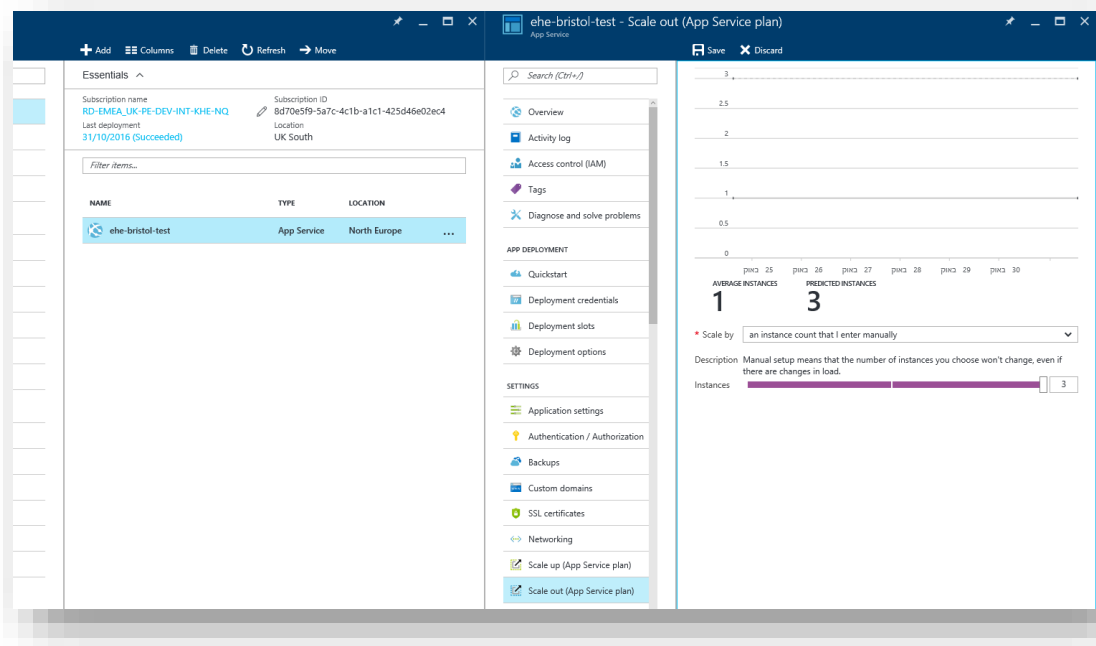 ehe-bristol-test - Scale out (App Service plan)
App Service
Add Columns Delete Refresh Move
Save Discard
Essentials
Subscription name
RD-EMEA_UK-PE-DEV-INT-KHE-NQ
Subscription ID
8d70e5f9-5a7c-4c1b-a1c1-425d46e02ec4
Last deployment
31/10/2016 (Succeeded)
Location
UK South
Filter items...
NAME TYPE LOCATION
ehe-bristol-test App Service North Europe ...
Search (Ctrl+/)
Overview
Activity log
Access control (IAM)
Tags
Diagnose and solve problems
APP DEPLOYMENT
Quickstart
Deployment credentials
Deployment slots
Deployment options
SETTINGS
Application settings
Authentication / Authorization
Backups
Custom domains
SSL certificates
Networking
Scale up (App Service plan)
Scale out (App Service plan)
3
2.5
2
1.5
1
0.5
0
25 באוק 26 באוק 27 באוק 28 באוק 29 באוק 30 באוק
AVERAGE INSTANCES PREDICTED INSTANCES
1 3
* Scale by an instance count that I enter manually
Description Manual setup means that the number of instances you choose won't change, even if
there are changes in load.
Instances 3